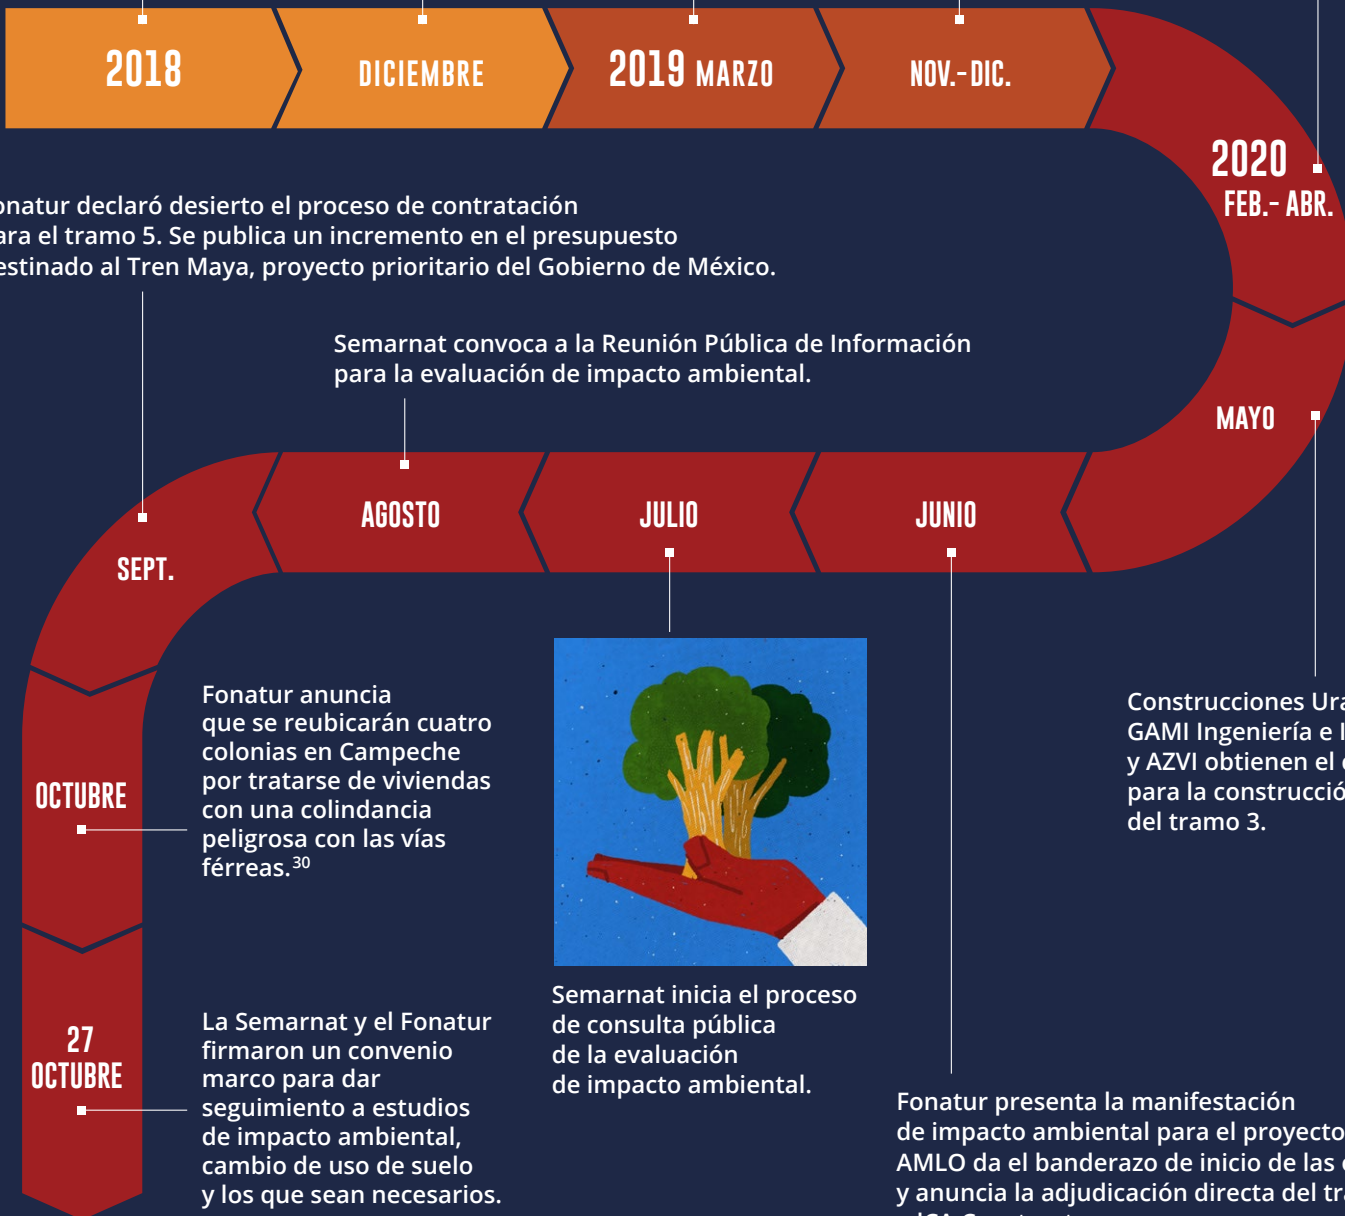 2018
DICIEMBRE
2019 MARZO
NOV.-DIC.
2020
FEB.- ABR.
onatur declaró desierto el proceso de contratación
ara el tramo 5. Se publica un incremento en el presupuesto
estinado al Tren Maya, proyecto prioritario del Gobierno de México.
Semarnat convoca a la Reunión Pública de Información
para la evaluación de impacto ambiental.
MAYO
Construcciones Ura
GAMI Ingeniería e I
y AZVI obtienen el
para la construcció
del tramo 3.
JUNIO
JULIO
AGOSTO
SEPT.
Fonatur presenta la manifestación
de impacto ambiental para el proyecto
AMLO da el banderazo de inicio de las
y anuncia la adjudicación directa del tra
Semarnat inicia el proceso
de consulta pública
de la evaluación
de impacto ambiental.
OCTUBRE
Fonatur anuncia
que se reubicarán cuatro
colonias en Campeche
por tratarse de viviendas
con una colindancia
peligrosa con las vías
férreas.30
27
OCTUBRE
La Semarnat y el Fonatur
firmaron un convenio
marco para dar
seguimiento a estudios
de impacto ambiental,
cambio de uso de suelo
y los que sean necesarios.